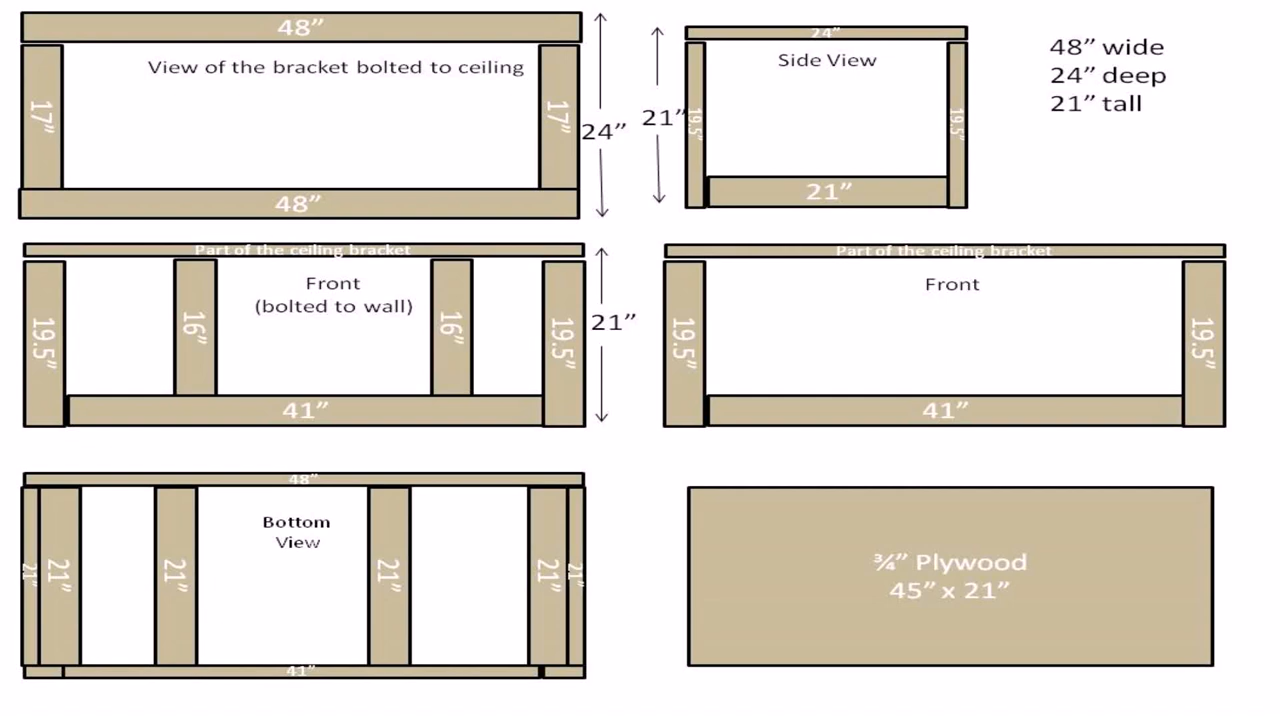 48”
View of the bracket bolted to ceiling
17”
17”
24”
48”
24”
Side View
21”
19.5”
19.5”
21”
48” wide
24” deep
21” tall
Part of the ceiling bracket
Front
(bolted to wall)
19.5”
16”
16”
19.5”
21”
41”
Part of the ceiling bracket
Front
19.5”
19.5”
41”
48”
Bottom
View
21”
21”
21”
21”
21”
21”
41”
¾” Plywood
45” x 21”